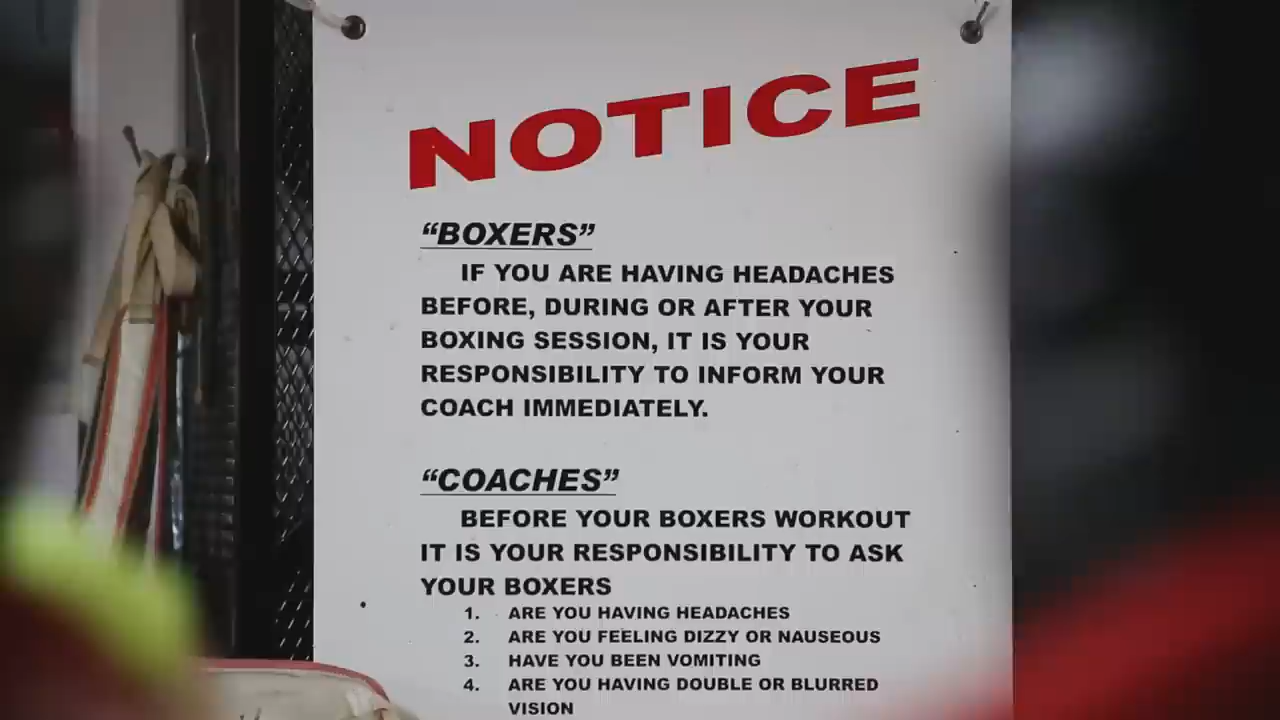 NOTICE
“BOXERS”
IF YOU ARE HAVING HEADACHES
BEFORE, DURING OR AFTER YOUR
BOXING SESSION, IT IS YOUR
RESPONSIBILITY TO INFORM YOUR
COACH IMMEDIATELY.
“COACHES”
BEFORE YOUR BOXERS WORKOUT
IT IS YOUR RESPONSIBILITY TO ASK
YOUR BOXERS
1. ARE YOU HAVING HEADACHES
2. ARE YOU FEELING DIZZY OR NAUSEOUS
3. HAVE YOU BEEN VOMITING
4. ARE YOU HAVING DOUBLE OR BLURRED
VISION